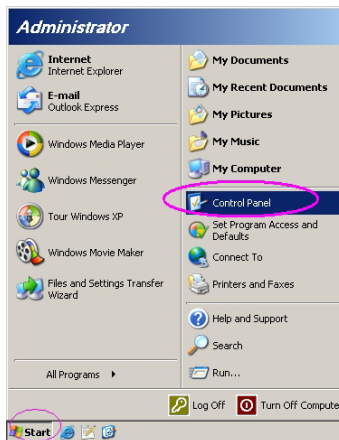 Administrator
Internet
Internet Explorer
E-mail
Outlook Express
Windows Media Player
Windows Messenger
Tour Windows XP
Windows Movie Maker
Files and Settings Transfer
Wizard
All Programs
My Documents
My Recent Documents
My Pictures
My Music
My Computer
Control Panel
Set Program Access and
Defaults
Connect To
Printers and Faxes
Help and Support
Search
Run...
Log Off
Turn Off Compute
Start